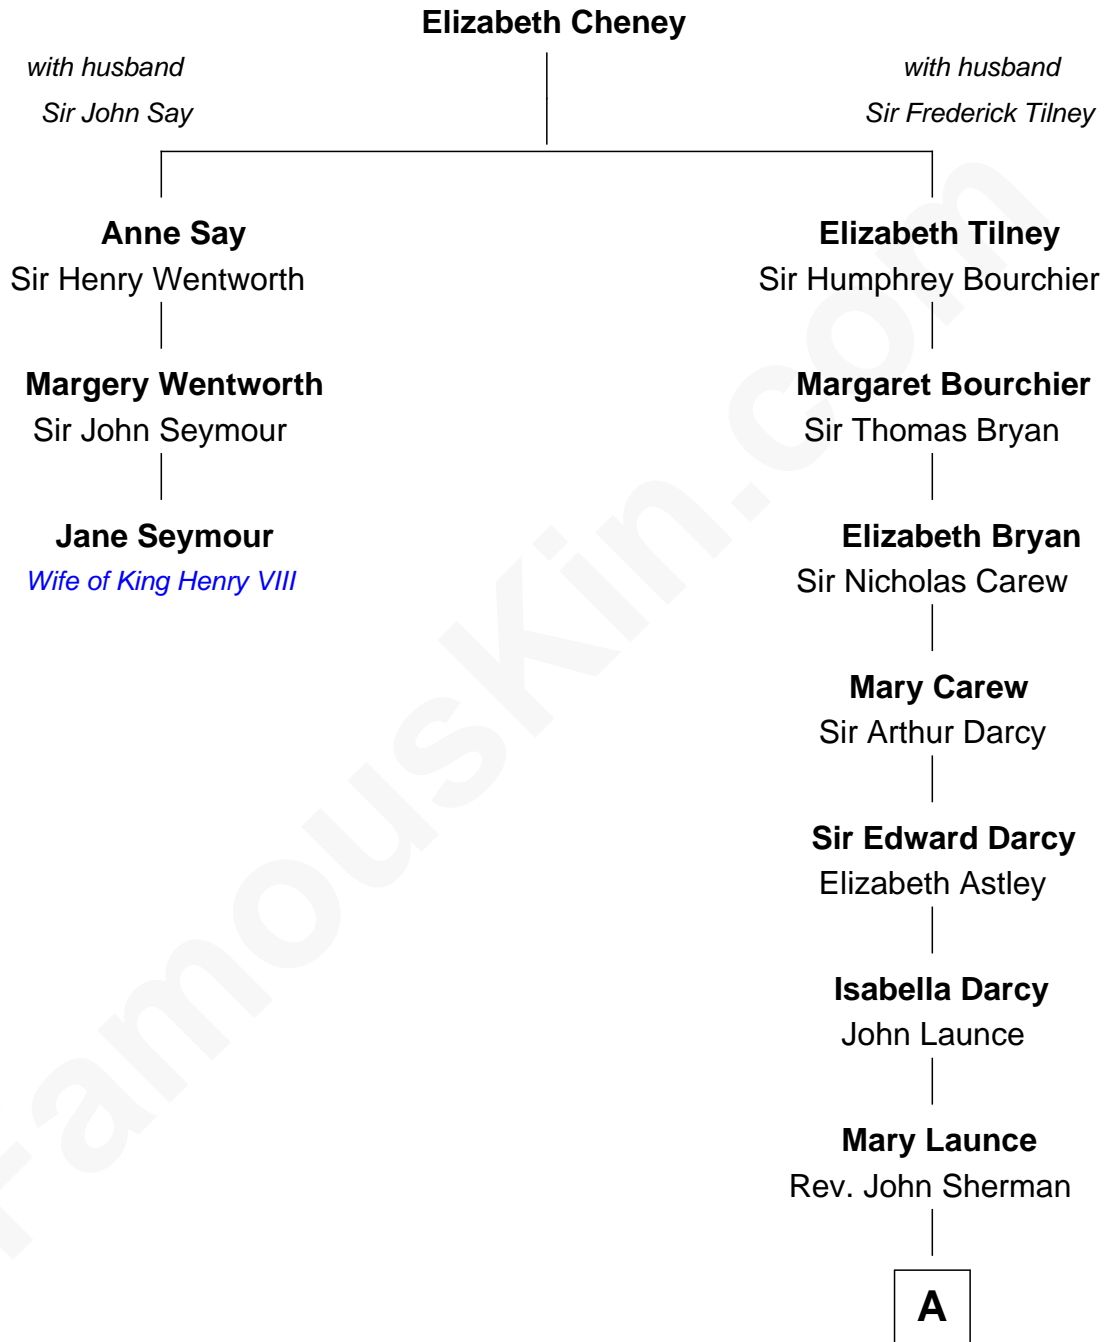 Elizabeth Cheney
with husband
Sir John Say
with husband
Sir Frederick Tilney
Anne Say
Sir Henry Wentworth
Margery Wentworth
Sir John Seymour
Jane Seymour
Wife of King Henry VIII
Elizabeth Tilney
Sir Humphrey Bourchier
Margaret Bourchier
Sir Thomas Bryan
Elizabeth Bryan
Sir Nicholas Carew
Mary Carew
Sir Arthur Darcy
Sir Edward Darcy
Elizabeth Astley
Isabella Darcy
John Launce
Mary Launce
Rev. John Sherman
A
FamousKin.com